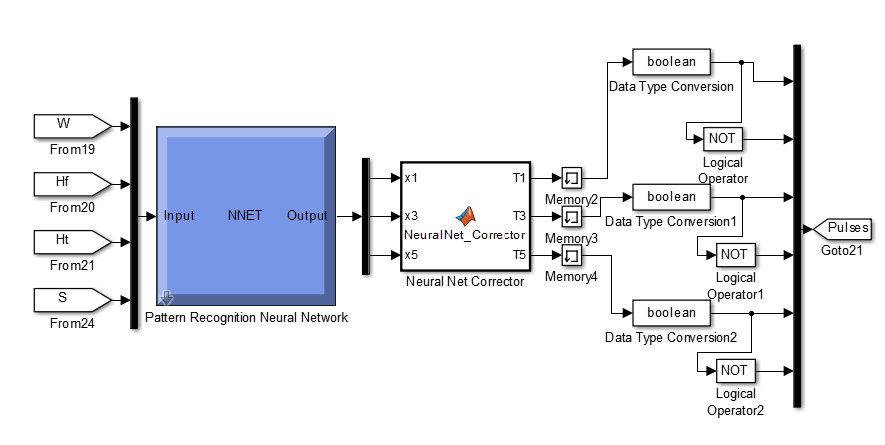 W
From19
Hf
From20
Ht
From21
S
From24
Input
NNET
Output
Pattern Recognition Neural Network
x1
x3
x5
T1
T3
T5
NeuralNet_Corrector
Neural Net Corrector
Memory2
Memory3
Memory4
boolean
Data Type Conversion
NOT
Logical
Operator
boolean
Data Type Conversion1
NOT
Logical
Operator1
boolean
Data Type Conversion2
NOT
Logical
Operator2
Pulses
Goto21